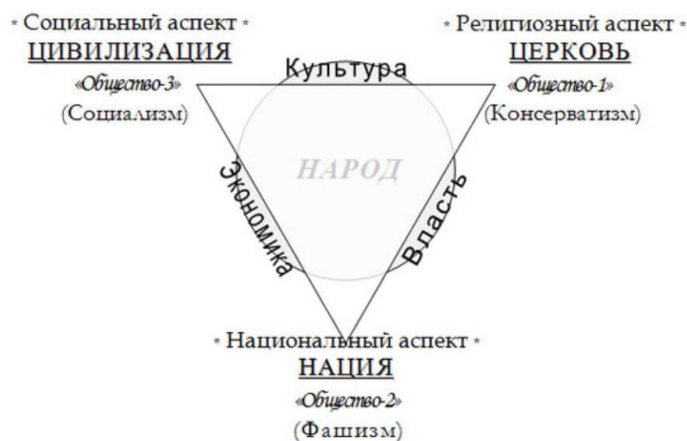 * Социальный аспект *
ЦИВИЛИЗАЦИЯ
«Общество-3»
(Социализм)
* Религиозный аспект *
ЦЕРКОВЬ
«Общество-1»
(Консерватизм)
Культура
НАРОД
Экономика
Власть
* Национальный аспект *
НАЦИЯ
«Общество-2»
(Фашизм)